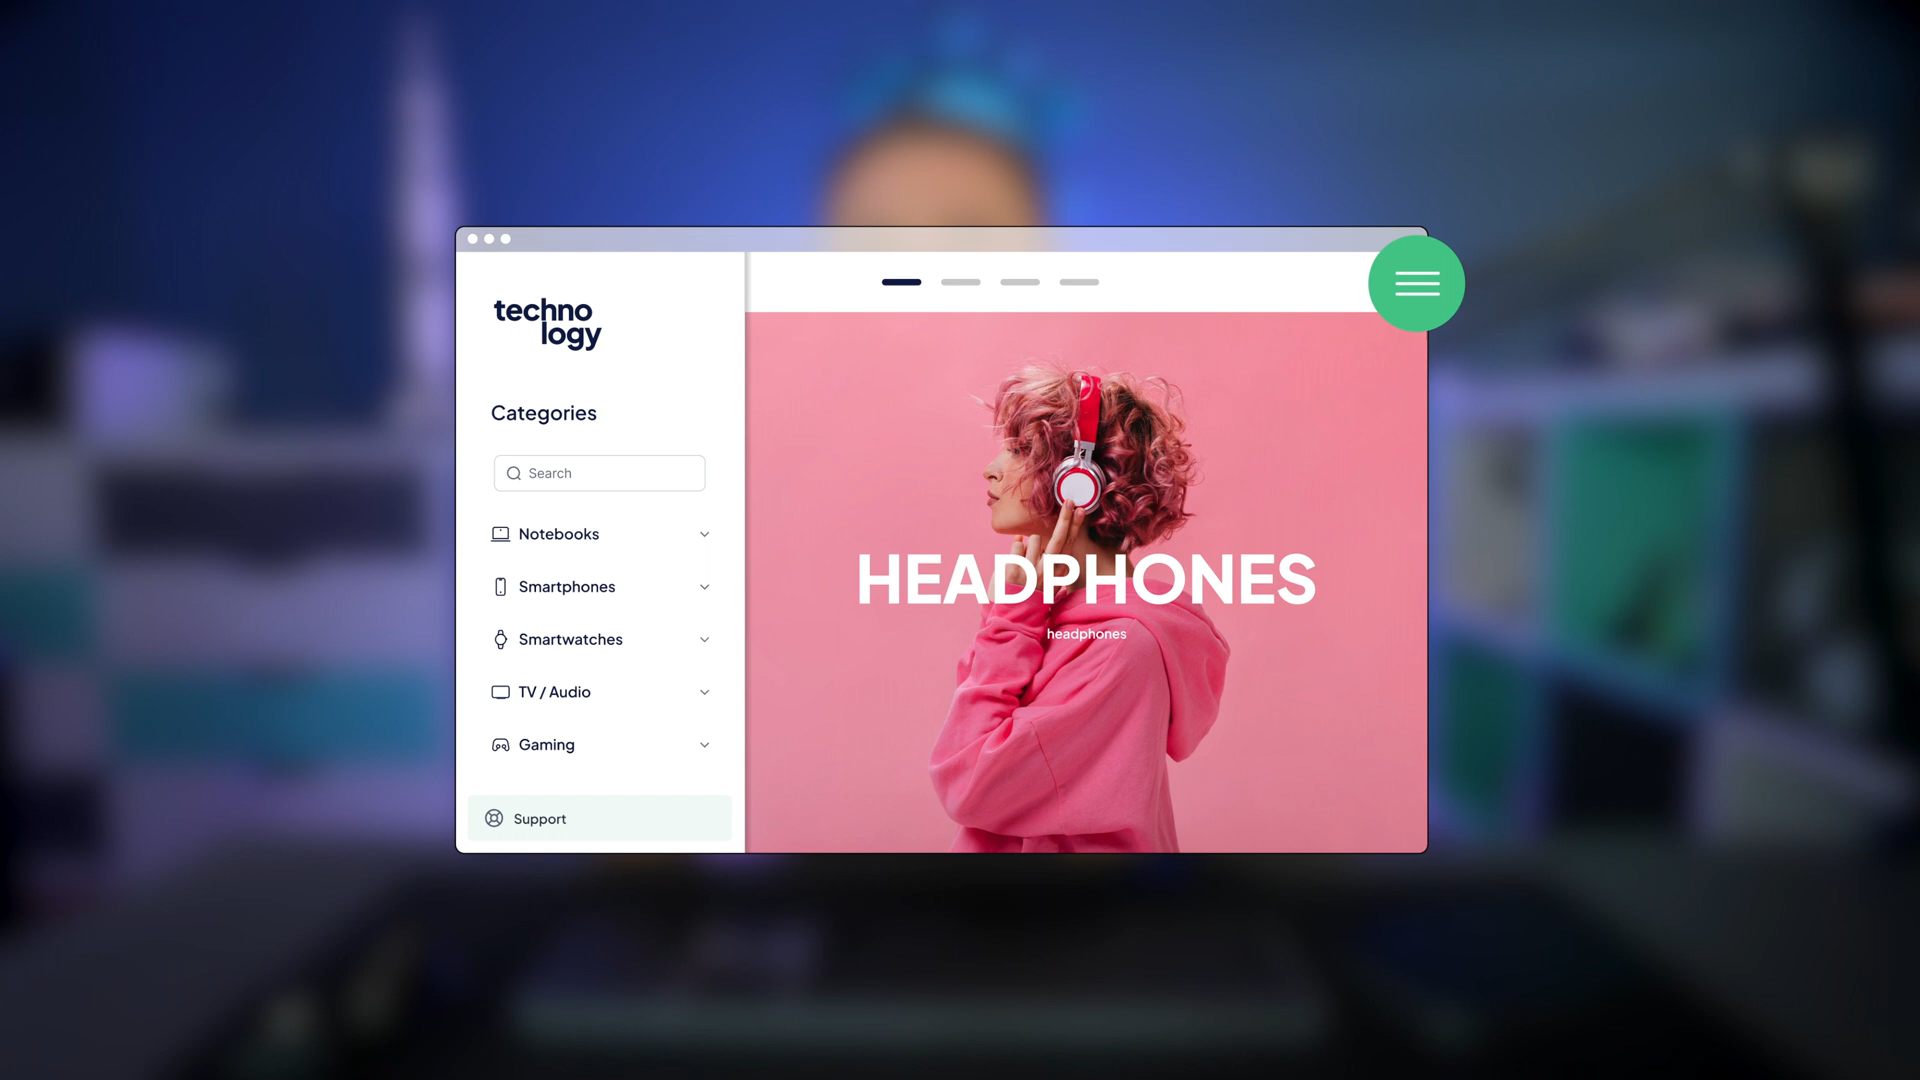 techno
logy
Categories
Search
Notebooks
Smartphones
Smartwatches
TV / Audio
Gaming
Support
HEADPHONES
headphones